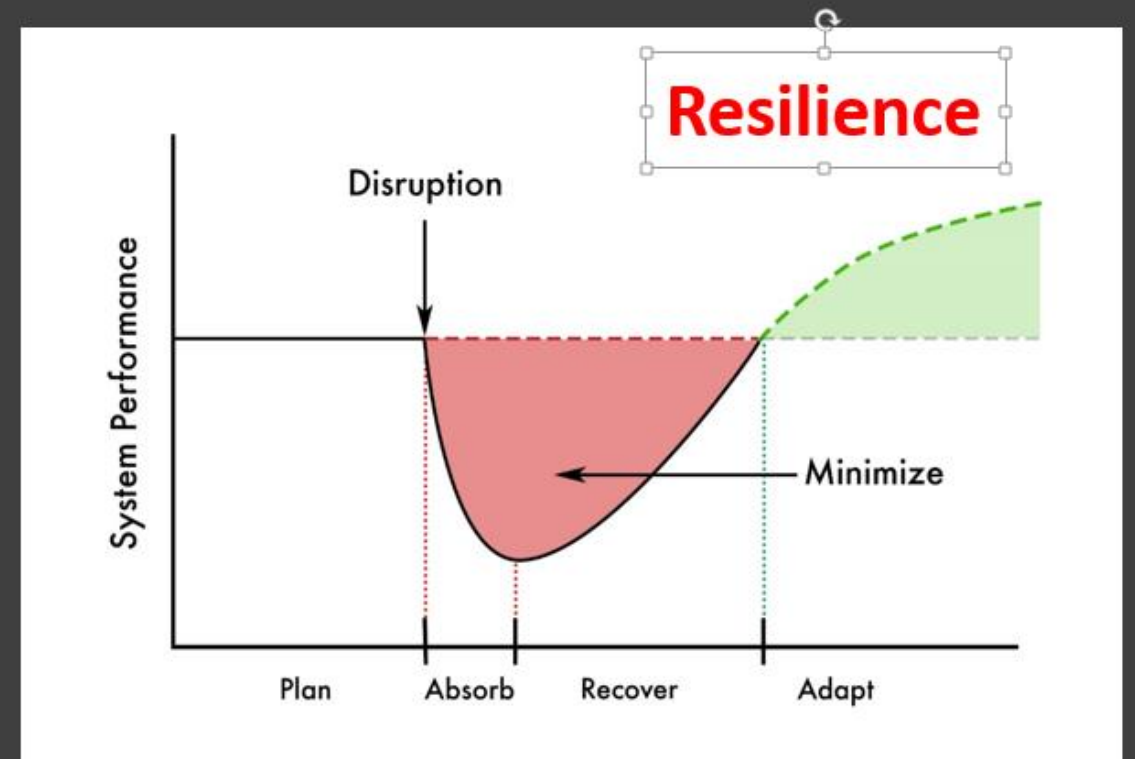 Resilience
Disruption
System Performance
Minimize
Plan Absorb Recover Adapt